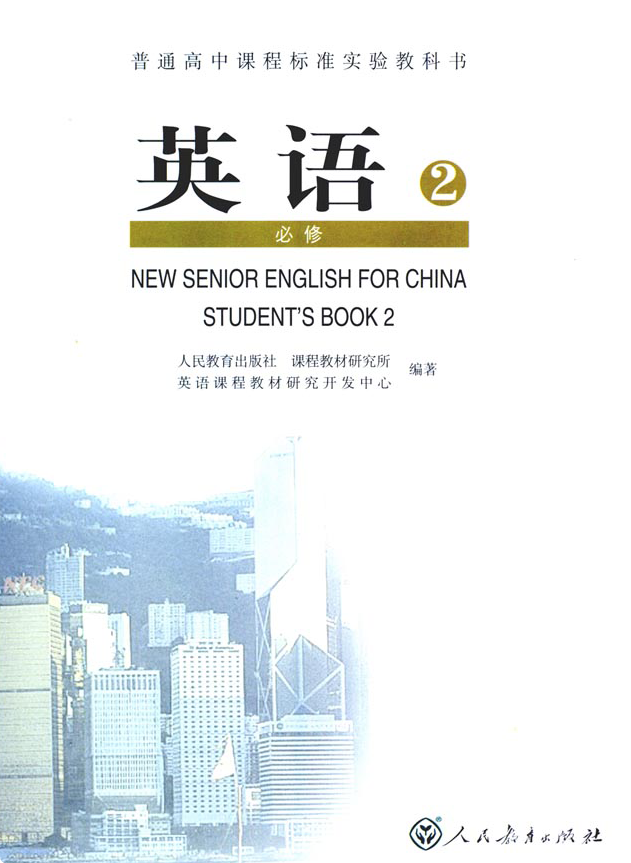 普通高中课程标准实验教科书
英语 2
必修
NEW SENIOR ENGLISH FOR CHINA
STUDENT'S BOOK 2
人民教育出版社 课程教材研究所
英语课程教材研究开发中心
编著
人民教育出版社